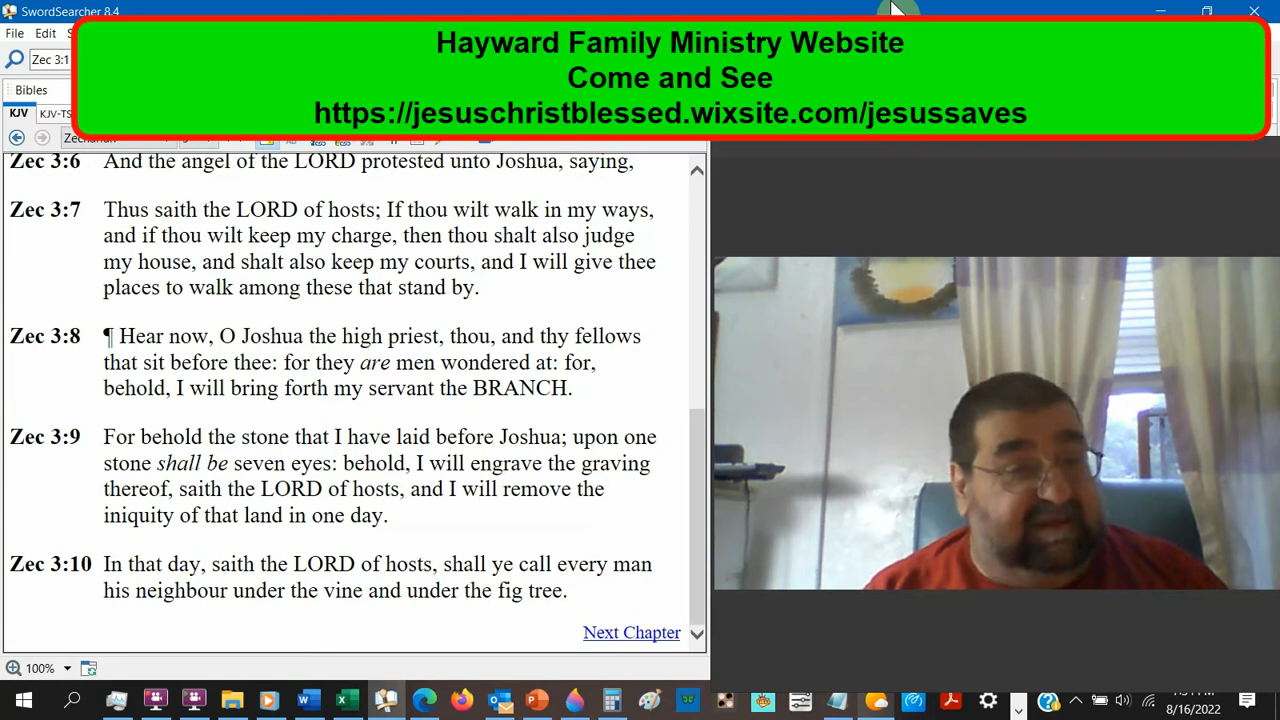 SwordSearcher 8.4
Hayward Family Ministry Website
Come and See
https://jesuschristblessed.wixsite.com/jesussaves
File Edit
Zec 3:1
Bibles
KJV KJV-TS
Zec 3:6 And the angel of the LORD protested unto Joshua, saying,
Zec 3:7 Thus saith the LORD of hosts; If thou wilt walk in my ways,
and if thou wilt keep my charge, then thou shalt also judge
my house, and shalt also keep my courts, and I will give thee
places to walk among these that stand by.
Zec 3:8 ¶ Hear now, O Joshua the high priest, thou, and thy fellows
that sit before thee: for they are men wondered at: for,
behold, I will bring forth my servant the BRANCH.
Zec 3:9 For behold the stone that I have laid before Joshua; upon one
stone shall be seven eyes: behold, I will engrave the graving
thereof, saith the LORD of hosts, and I will remove the
iniquity of that land in one day.
Zec 3:10 In that day, saith the LORD of hosts, shall ye call every man
his neighbour under the vine and under the fig tree.
Next Chapter
100%
8/16/2022